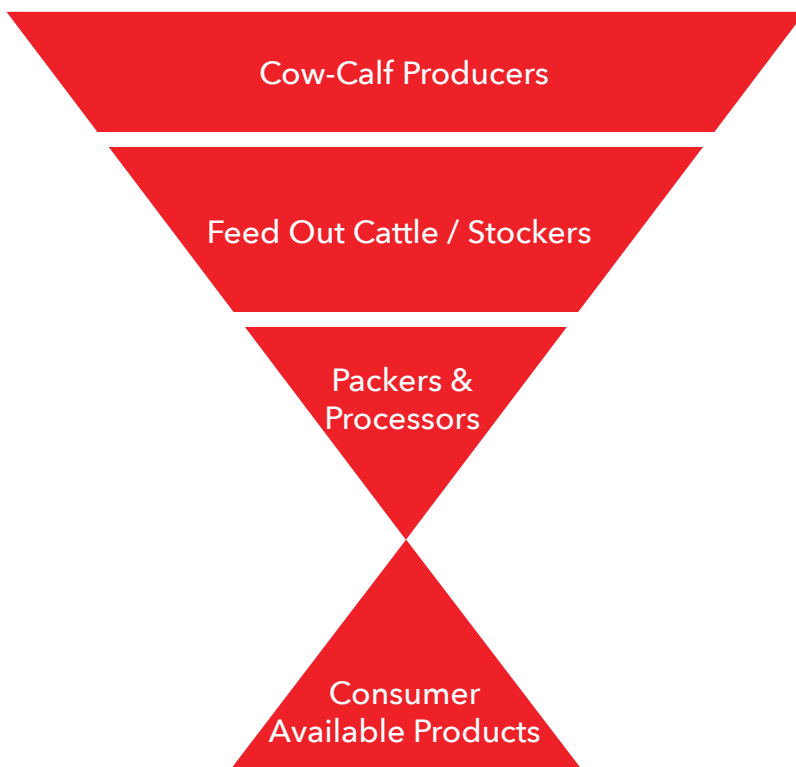 Cow-Calf Producers
Feed Out Cattle / Stockers
Packers &
Processors
Consumer
Available Products